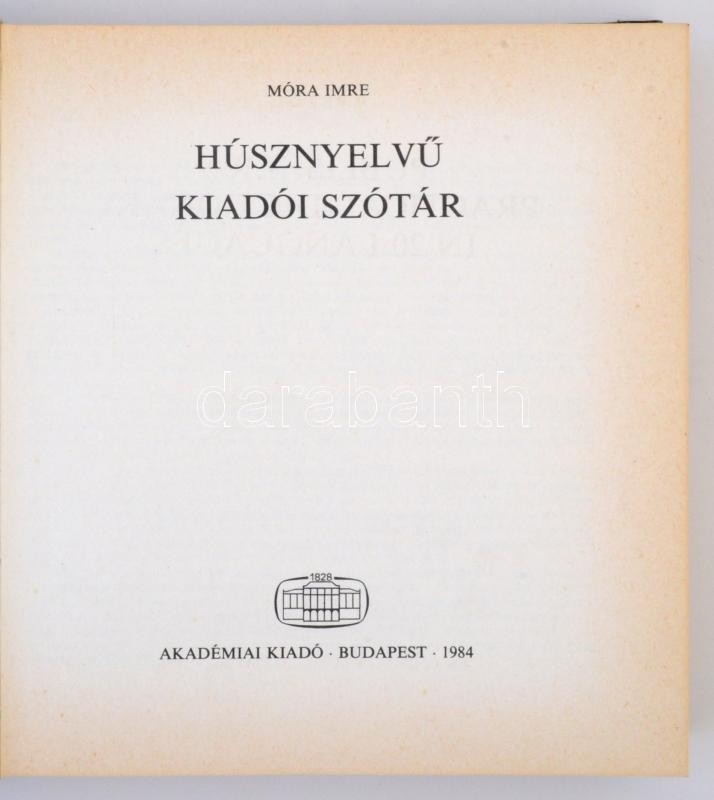 MÓRA IMRE
HÚSZNYELVŰ
KIADÓI SZÓTÁR
darabanth
1828
AKADÉMIAI KIADÓ · BUDAPEST · 1984